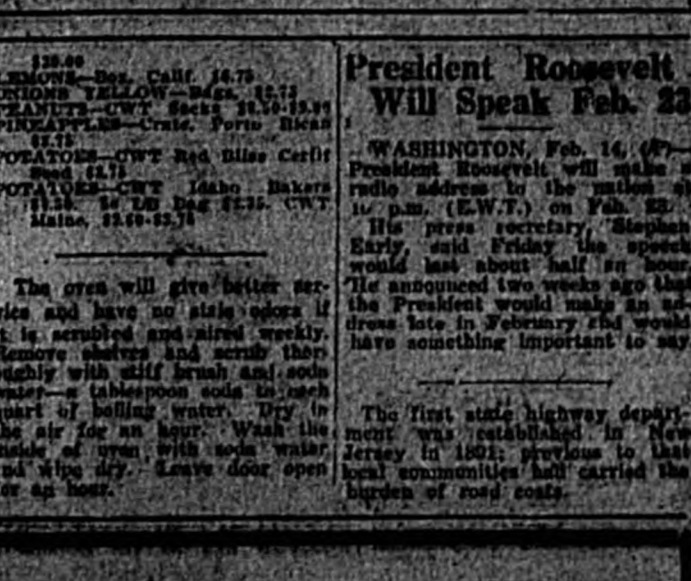 $30.00
LEMONS—Box, Calif. $4.75
ONIONS YELLOW—Bags, $2.75
PEANUTS—CWT Sacks
PINEAPPLES—Crate, Porto Rican
$7.75
POTATOES—CWT Red Bliss Certif
Seed $2.75
POTATOES—CWT Idaho Bakers
Bag CWT
Maine,
The oven will give better ser-
vice and have no stale odors if
it is scrubbed and aired weekly.
Remove shelves and scrub thor-
oughly with stiff brush and soda
water—a tablespoon soda to each
quart of boiling water. Dry in
the air for an hour. Wash the
inside of oven with soda water
and wipe dry. Leave door open
for an hour.
President Roosevelt
Will Speak Feb. 23
WASHINGTON, Feb. 14, (P)—
President Roosevelt will make a
radio address to the nation at
10 p.m. (E.W.T.) on Feb. 23.
His press secretary, Stephen
Early, said Friday the speech
would last about half an hour.
He announced two weeks ago that
the President would make an ad-
dress late in February and would
have something important to say
The first state highway depart-
ment was established in New
Jersey in 1891; previous to that
local communities had carried the
burden of road costs.